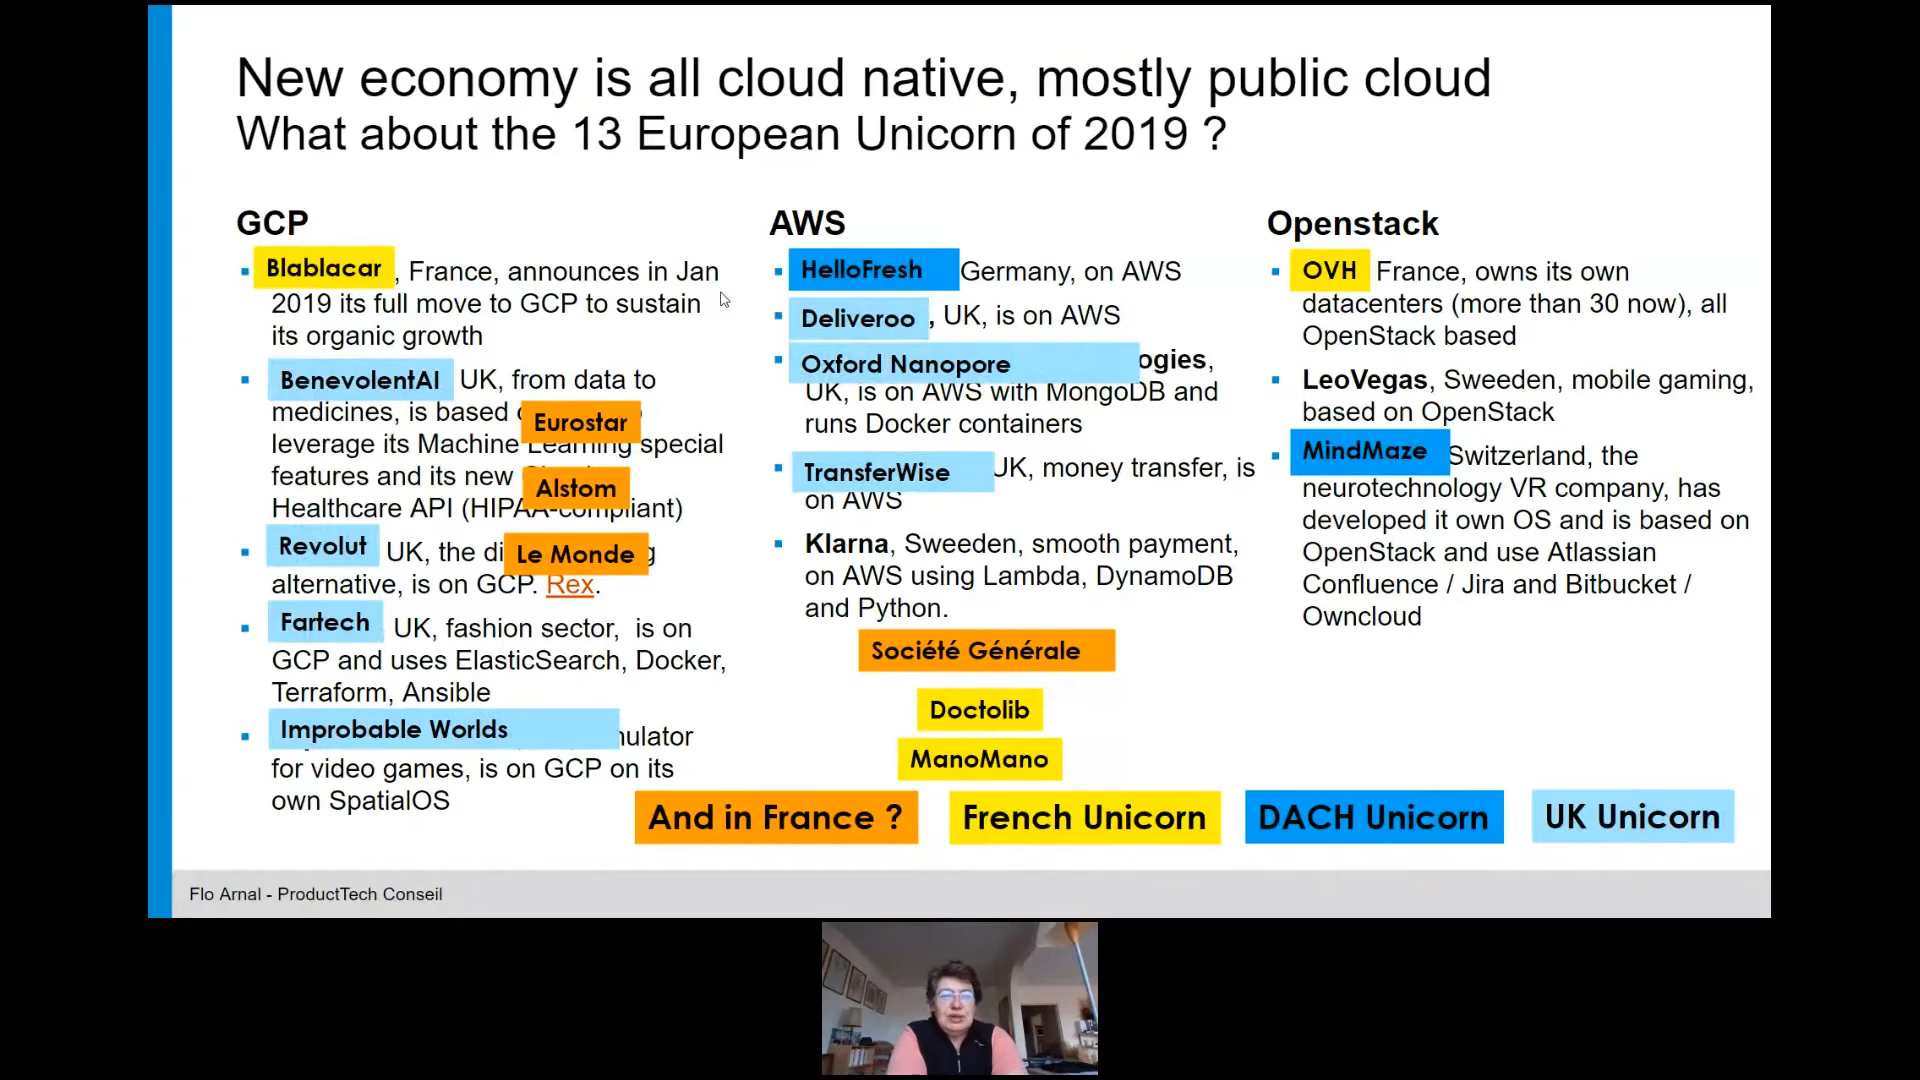 New economy is all cloud native, mostly public cloud
What about the 13 European Unicorn of 2019 ?
GCP
Blablacar , France, announces in Jan
2019 its full move to GCP to sustain
its organic growth
BenevolentAI UK, from data to
medicines, is based
Eurostar
leverage its Machine Learning special
features and its new
Alstom
Healthcare API (HIPAA-compliant)
Revolut UK, the
Le Monde
alternative, is on GCP. Rex.
Fartech UK, fashion sector, is on
GCP and uses ElasticSearch, Docker,
Terraform, Ansible
Improbable Worlds
for video games, is on GCP on its
own SpatialOS
AWS
HelloFresh Germany, on AWS
Deliveroo , UK, is on AWS
Oxford Nanopore ogies,
UK, is on AWS with MongoDB and
runs Docker containers
TransferWise UK, money transfer, is
on AWS
Klarna, Sweeden, smooth payment,
on AWS using Lambda, DynamoDB
and Python.
Société Générale
Doctolib
ManoMano
Openstack
OVH France, owns its own
datacenters (more than 30 now), all
OpenStack based
LeoVegas, Sweeden, mobile gaming,
based on OpenStack
MindMaze Switzerland, the
neurotechnology VR company, has
developed it own OS and is based on
OpenStack and use Atlassian
Confluence / Jira and Bitbucket /
Owncloud
And in France ?
French Unicorn
DACH Unicorn
UK Unicorn
Flo Arnal - ProductTech Conseil